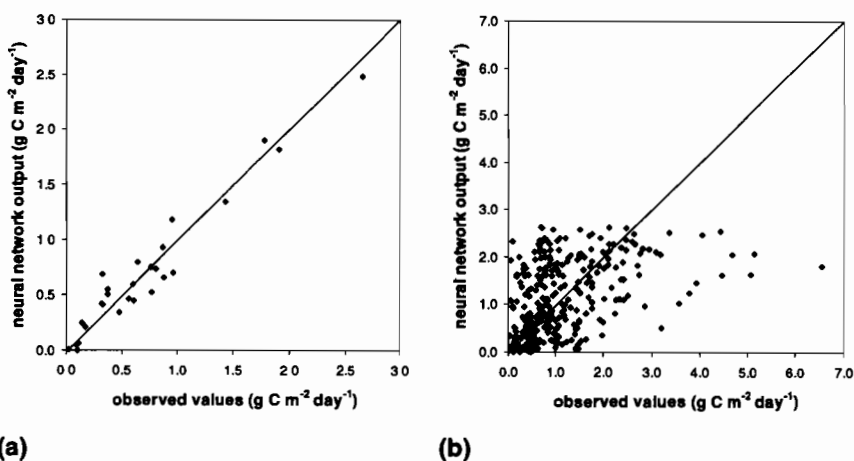 3 0
2.5
2 0
1.5
1 0
0.5
0.0
neural network output (g C m-2 day-1)
0 0 0.5 1.0 1.5 2 0 2.5 3 0
observed values (g C m-2 day-1)
(a)
7.0
6.0
5.0
4.0
3.0
2.0
1.0
0.0
neural network output (g C m-2 day-1)
0.0 1.0 2.0 3.0 4.0 5.0 6.0 7.0
observed values (g C m-2 day-1)
(b)